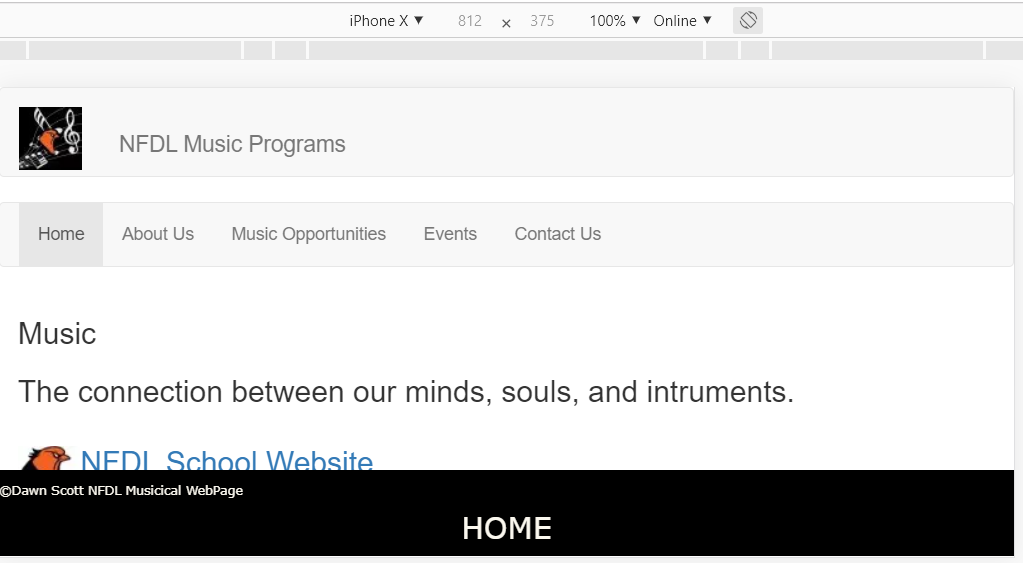 iPhone X ▼ 812 × 375 100% ▼ Online ▼
NFDL Music Programs
Home About Us Music Opportunities Events Contact Us
Music
The connection between our minds, souls, and intruments.
NFDL School Website
©Dawn Scott NFDL Musicical WebPage
HOME